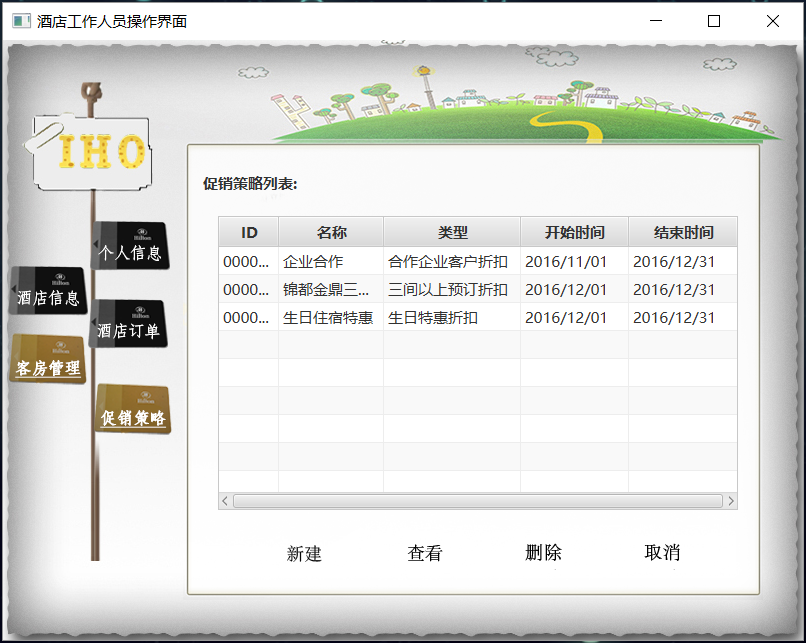 酒店工作人员操作界面
IHO
Hilton
个人信息
Hilton
酒店信息
Hilton
酒店订单
Hilton
客房管理
Hilton
促销策略
促销策略列表:
ID 名称 类型 开始时间 结束时间
0000... 企业合作 合作企业客户折扣 2016/11/01 2016/12/31
0000... 锦都金鼎三... 三间以上预订折扣 2016/12/01 2016/12/31
0000... 生日住宿特惠 生日特惠折扣 2016/12/01 2016/12/31
新建 查看 删除 取消